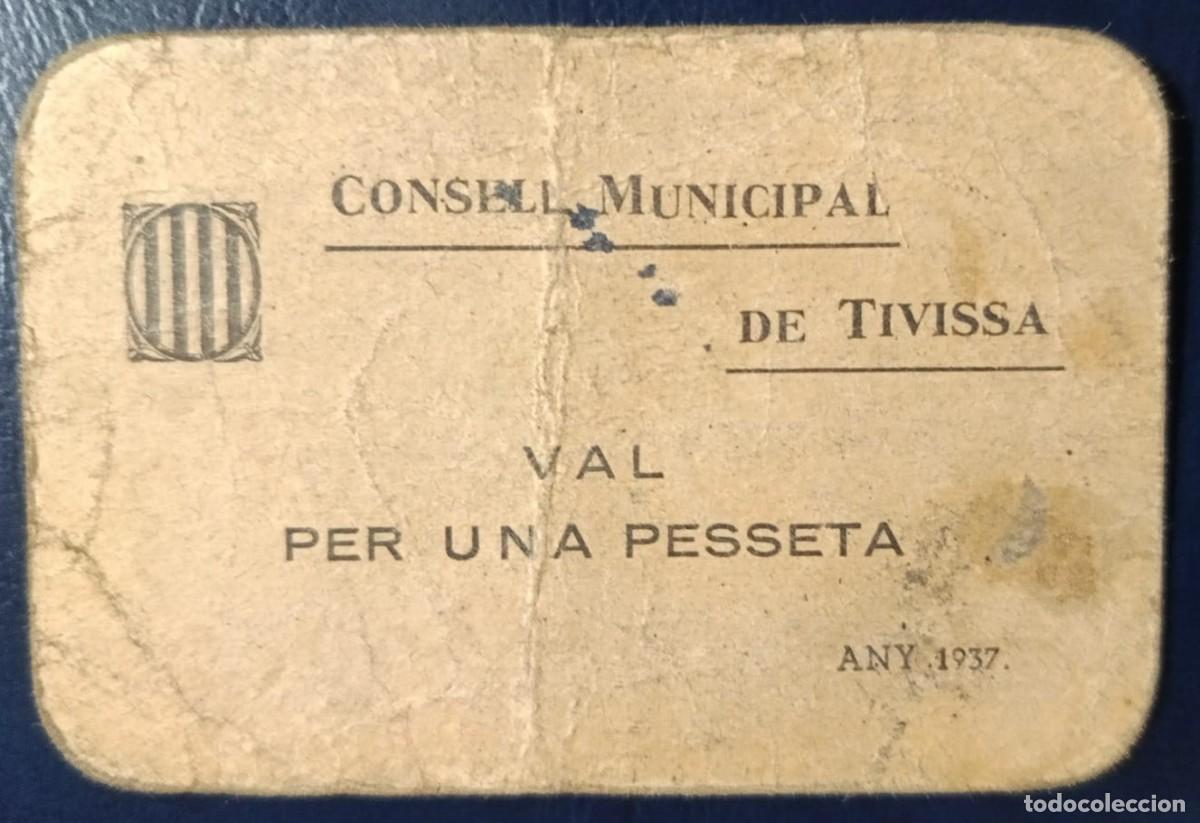 CONSELL MUNICIPAL
DE TIVISSA
VAL
PER UNA PESSETA
ANY 1937.
todocoleccion